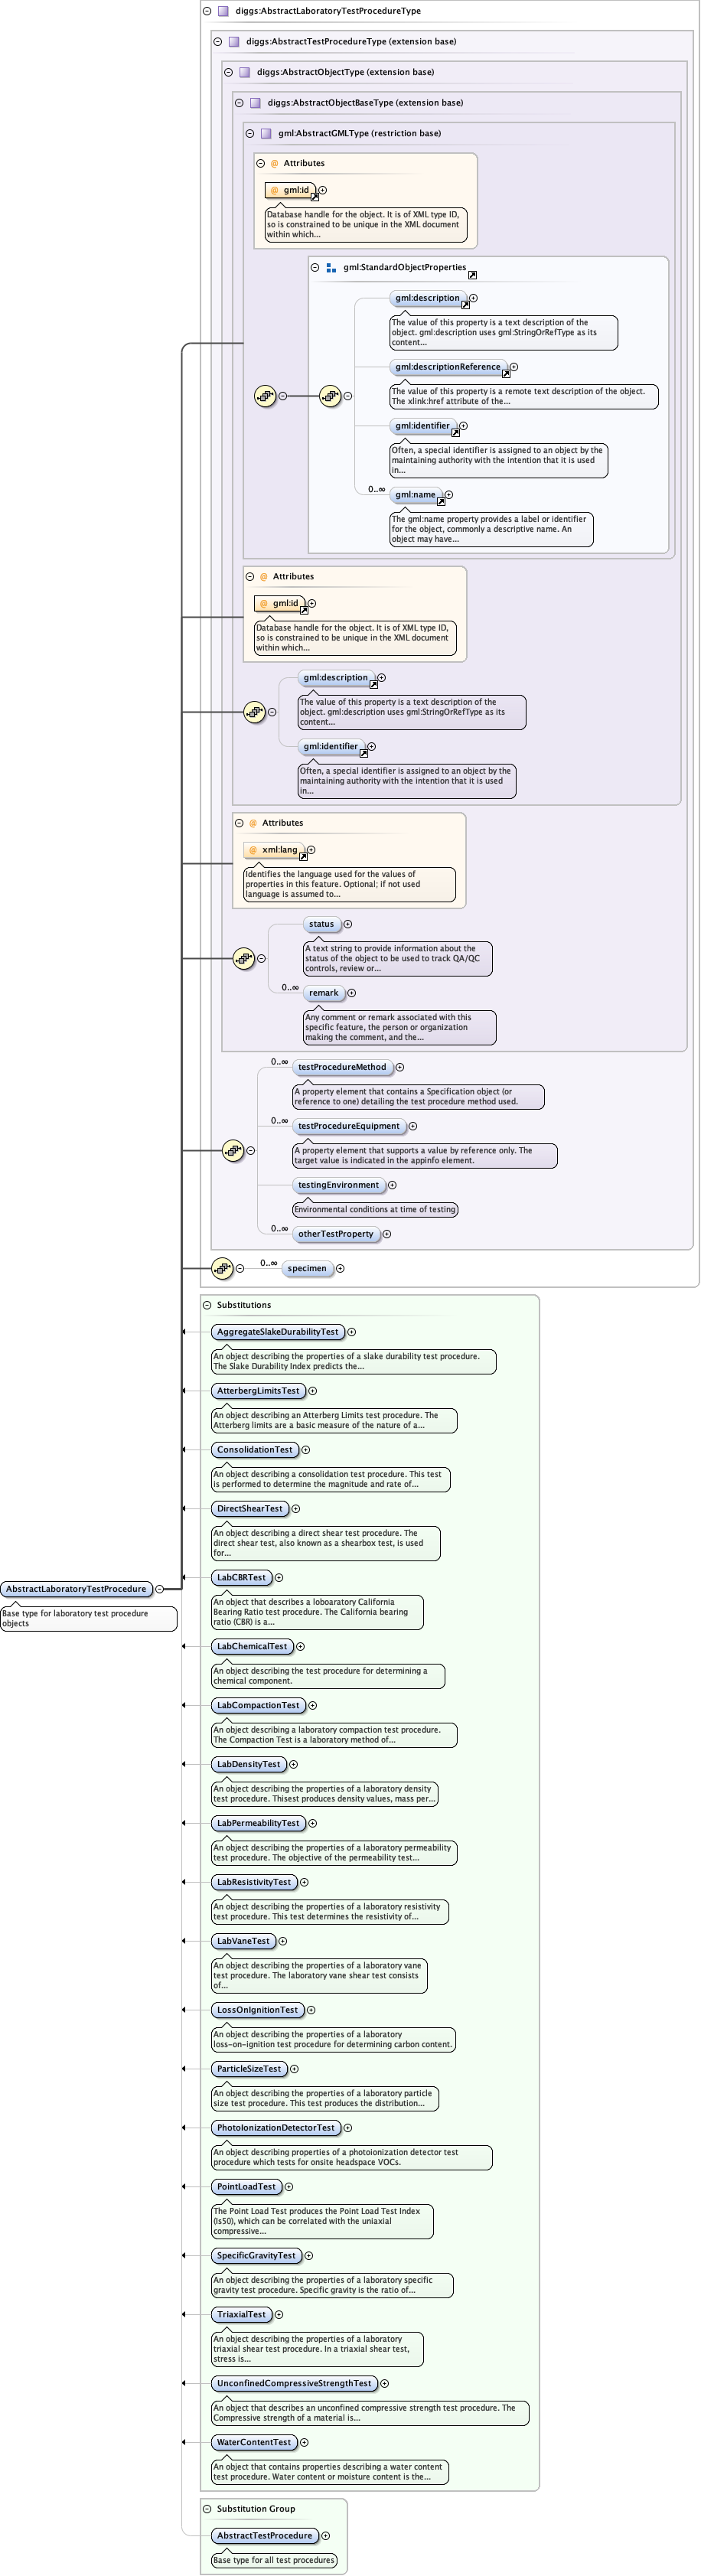 diggs:AbstractLaboratoryTestProcedureType
diggs:AbstractTestProcedureType (extension base)
diggs:AbstractObjectType (extension base)
diggs:AbstractObjectBaseType (extension base)
gml:AbstractGMLType (restriction base)
@ Attributes
@ gml:id
Database handle for the object. It is of XML type ID,
so is constrained to be unique in the XML document
within which...
gml:StandardObjectProperties
gml:description
The value of this property is a text description of the
object. gml:description uses gml:StringOrRefType as its
content...
gml:descriptionReference
The value of this property is a remote text description of the object.
The xlink:href attribute of the...
gml:identifier
Often, a special identifier is assigned to an object by the
maintaining authority with the intention that it is used
in...
0..∞
gml:name
The gml:name property provides a label or identifier
for the object, commonly a descriptive name. An
object may have...
@ Attributes
@ gml:id
Database handle for the object. It is of XML type ID,
so is constrained to be unique in the XML document
within which...
gml:description
The value of this property is a text description of the
object. gml:description uses gml:StringOrRefType as its
content...
gml:identifier
Often, a special identifier is assigned to an object by the
maintaining authority with the intention that it is used
in...
@ Attributes
@ xml:lang
Identifies the language used for the values of
properties in this feature. Optional; if not used
language is assumed to...
status
A text string to provide information about the
status of the object to be used to track QA/QC
controls, review or...
0..∞
remark
Any comment or remark associated with this
specific feature, the person or organization
making the comment, and the...
0..∞
testProcedureMethod
A property element that contains a Specification object (or
reference to one) detailing the test procedure method used.
0..∞
testProcedureEquipment
A property element that supports a value by reference only. The
target value is indicated in the appinfo element.
testingEnvironment
Environmental conditions at time of testing
0..∞
otherTestProperty
0..∞
specimen
Substitutions
AggregateSlakeDurabilityTest
An object describing the properties of a slake durability test procedure.
The Slake Durability Index predicts the...
AtterbergLimitsTest
An object describing an Atterberg Limits test procedure. The
Atterberg limits are a basic measure of the nature of a...
ConsolidationTest
An object describing a consolidation test procedure. This test
is performed to determine the magnitude and rate of...
DirectShearTest
An object describing a direct shear test procedure. The
direct shear test, also known as a shearbox test, is used
for...
AbstractLaboratoryTestProcedure
Base type for laboratory test procedure
objects
LabCBRTest
An object that describes a loboaratory California
Bearing Ratio test procedure. The California bearing
ratio (CBR) is a...
LabChemicalTest
An object describing the test procedure for determining a
chemical component.
LabCompactionTest
An object describing a laboratory compaction test procedure.
The Compaction Test is a laboratory method of...
LabDensityTest
An object describing the properties of a laboratory density
test procedure. Thisest produces density values, mass per...
LabPermeabilityTest
An object describing the properties of a laboratory permeability
test procedure. The objective of the permeability test...
LabResistivityTest
An object describing the properties of a laboratory resistivity
test procedure. This test determines the resistivity of...
LabVaneTest
An object describing the properties of a laboratory vane
test procedure. The laboratory vane shear test consists
of...
LossOnIgnitionTest
An object describing the properties of a laboratory
loss-on-ignition test procedure for determining carbon content.
ParticleSizeTest
An object describing the properties of a laboratory particle
size test procedure. This test produces the distribution...
PhotoIonizationDetectorTest
An object describing properties of a photoionization detector test
procedure which tests for onsite headspace VOCs.
PointLoadTest
The Point Load Test produces the Point Load Test Index
(Is50), which can be correlated with the uniaxial
compressive...
SpecificGravityTest
An object describing the properties of a laboratory specific
gravity test procedure. Specific gravity is the ratio of...
TriaxialTest
An object describing the properties of a laboratory
triaxial shear test procedure. In a triaxial shear test,
stress is...
UnconfinedCompressiveStrengthTest
An object that describes an unconfined compressive strength test procedure. The
Compressive strength of a material is...
WaterContentTest
An object that contains properties describing a water content
test procedure. Water content or moisture content is the...
Substitution Group
AbstractTestProcedure
Base type for all test procedures